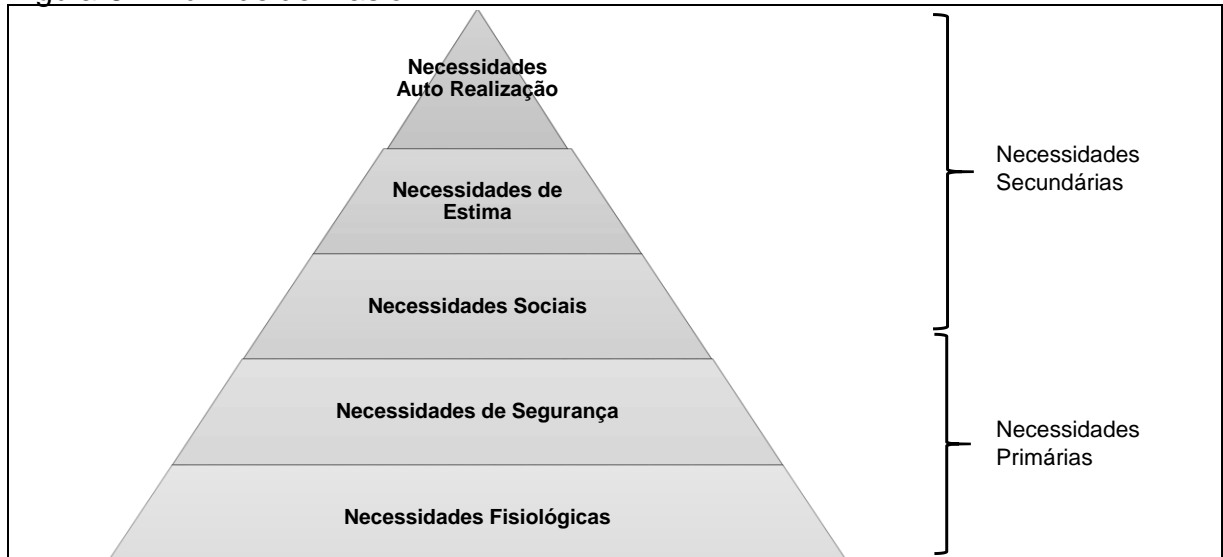 Necessidades
Auto Realização
Necessidades
Secundárias
Necessidades de
Estima
Necessidades Sociais
Necessidades de Segurança
Necessidades
Primárias
Necessidades Fisiológicas